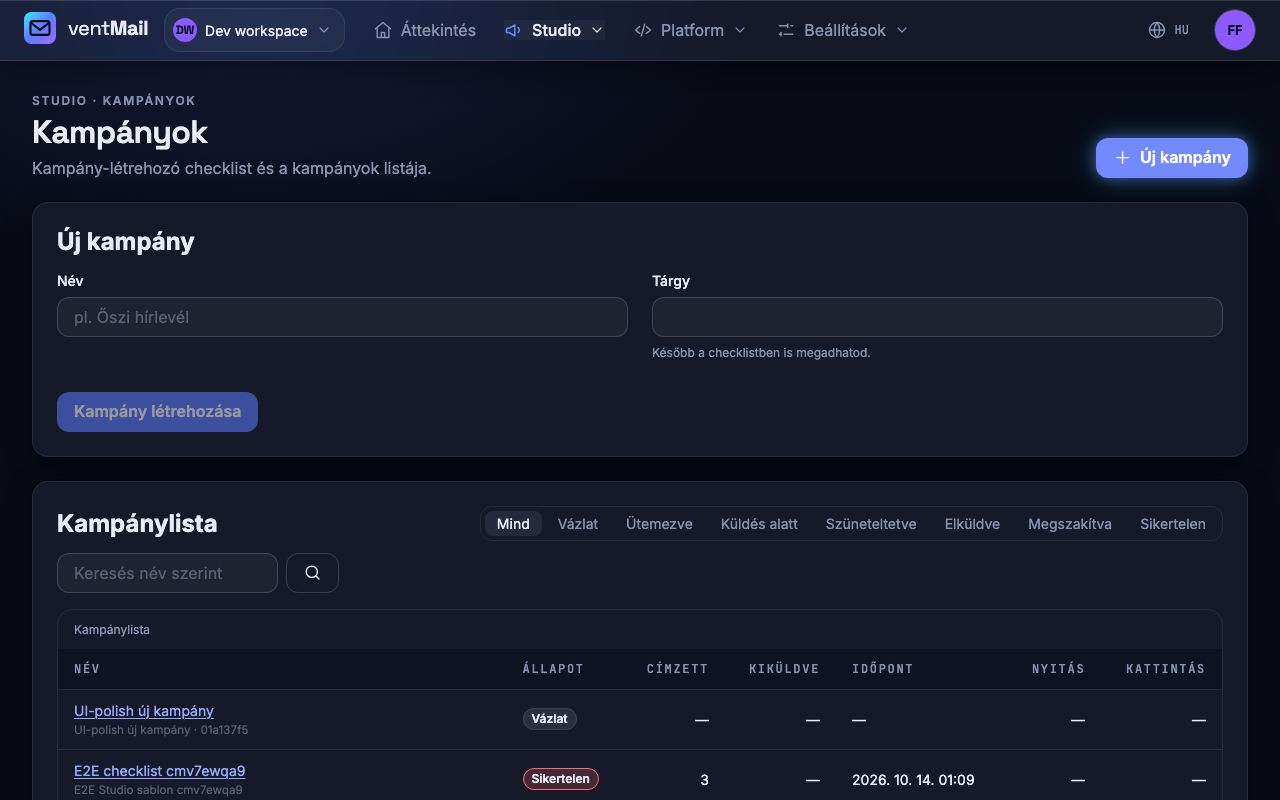 ventMail
DW Dev workspace
Áttekintés
Studio
Platform
Beállítások
HU
FF
STUDIO · KAMPÁNYOK
Kampányok
Kampány-létrehozó checklist és a kampányok listája.
Új kampány
Új kampány
Név
Tárgy
pl. Őszi hírlevél
Később a checklistben is megadhatod.
Kampány létrehozása
Kampánylista
Mind Vázlat Ütemezve Küldés alatt Szüneteltetve Elküldve Megszakítva Sikertelen
Keresés név szerint
Kampánylista
NÉV ÁLLAPOT CÍMZETT KIKÜLDVE IDŐPONT NYITÁS KATTINTÁS
UI-polish új kampány Vázlat — — — — —
UI-polish új kampány · 01a137f5
E2E checklist cmv7ewqa9 Sikertelen 3 — 2026. 10. 14. 01:09 — —
E2E Studio sablon cmv7ewqa9